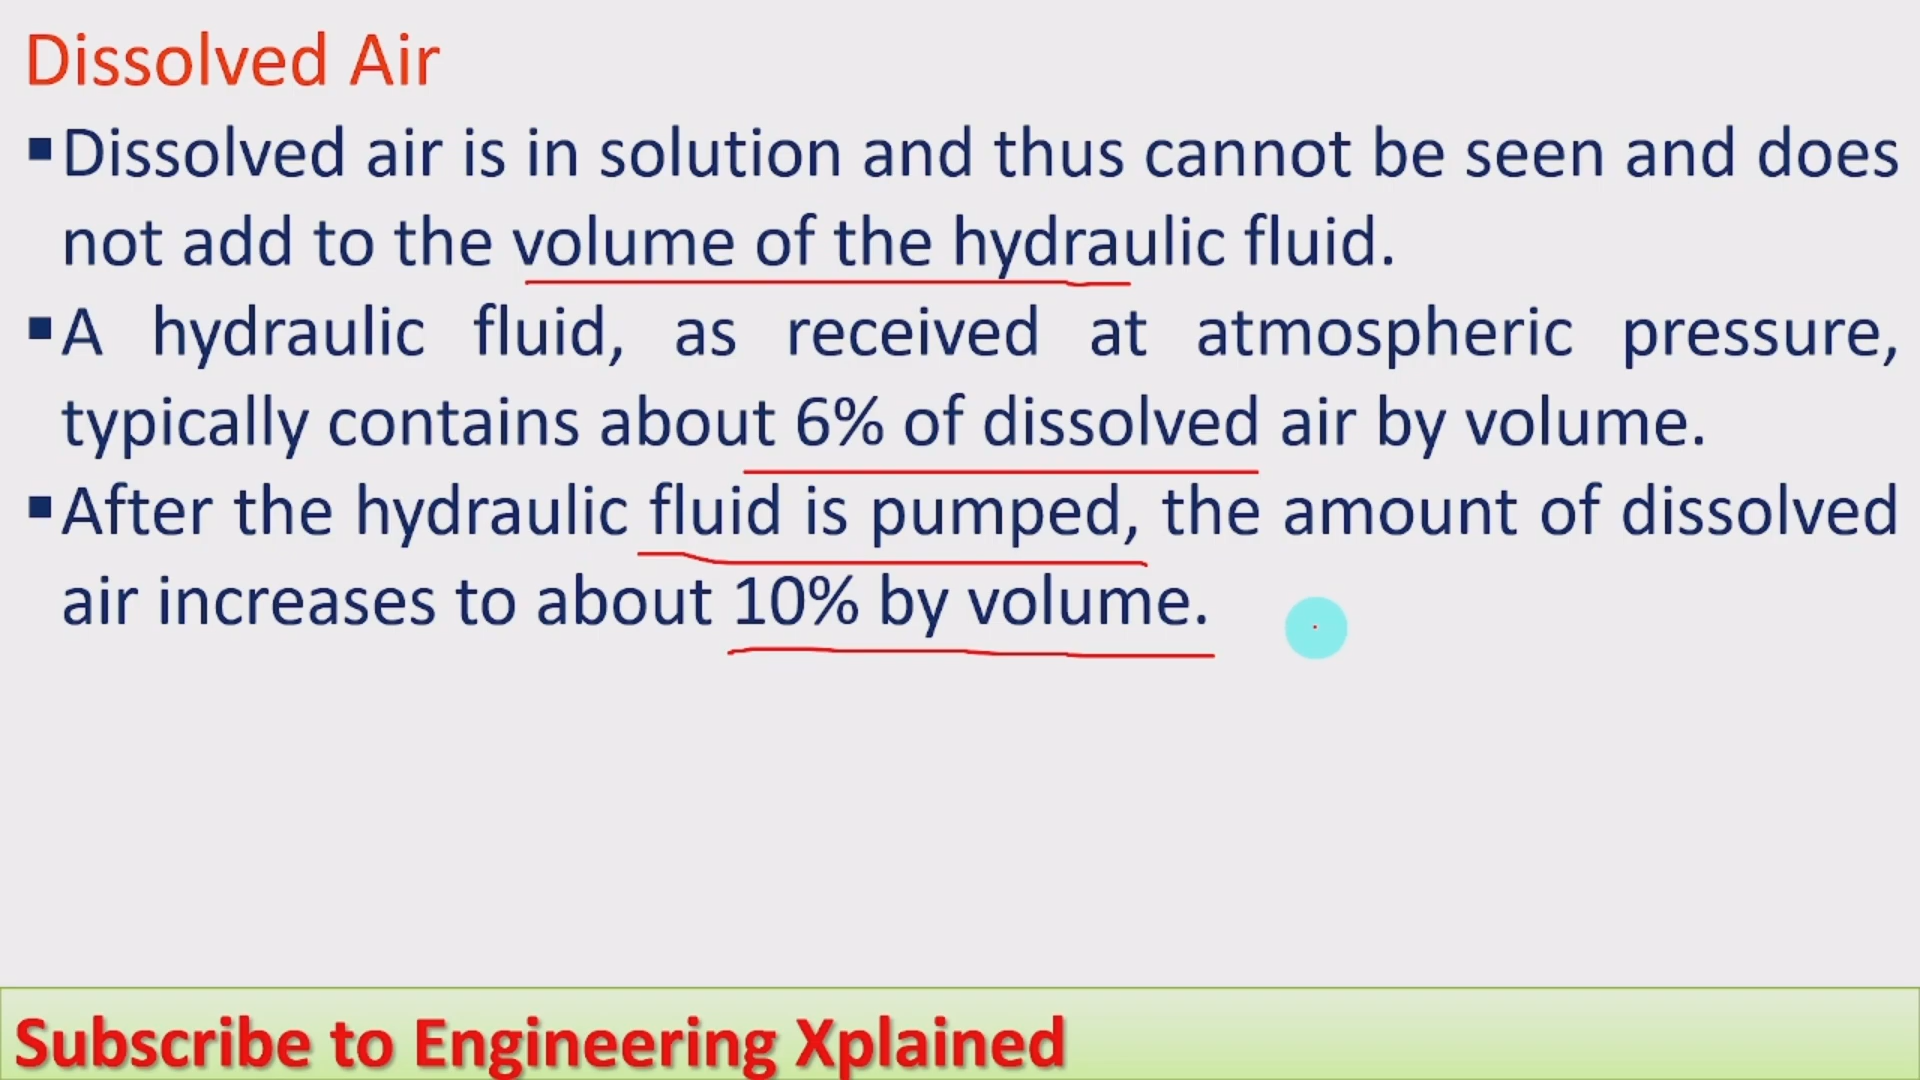 Dissolved Air
▪Dissolved air is in solution and thus cannot be seen and does
not add to the volume of the hydraulic fluid.
▪A hydraulic fluid, as received at atmospheric pressure,
typically contains about 6% of dissolved air by volume.
▪After the hydraulic fluid is pumped, the amount of dissolved
air increases to about 10% by volume.
Subscribe to Engineering Xplained